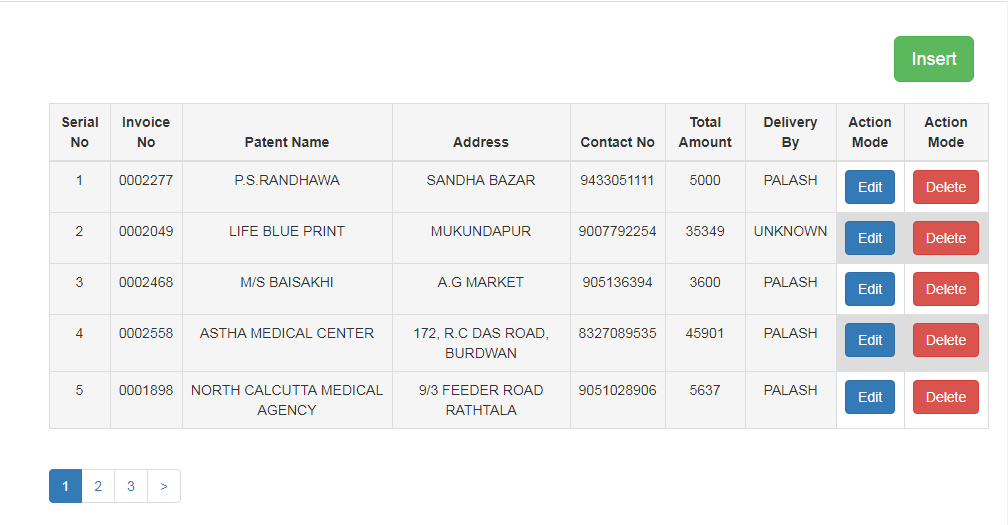 Insert
Serial No Invoice No Patent Name Address Contact No Total Amount Delivery By Action Mode Action Mode
1 0002277 P.S.RANDHAWA SANDHA BAZAR 9433051111 5000 PALASH Edit Delete
2 0002049 LIFE BLUE PRINT MUKUNDAPUR 9007792254 35349 UNKNOWN Edit Delete
3 0002468 M/S BAISAKHI A.G MARKET 905136394 3600 PALASH Edit Delete
4 0002558 ASTHA MEDICAL CENTER 172, R.C DAS ROAD, BURDWAN 8327089535 45901 PALASH Edit Delete
5 0001898 NORTH CALCUTTA MEDICAL AGENCY 9/3 FEEDER ROAD RATHTALA 9051028906 5637 PALASH Edit Delete
1 2 3 >